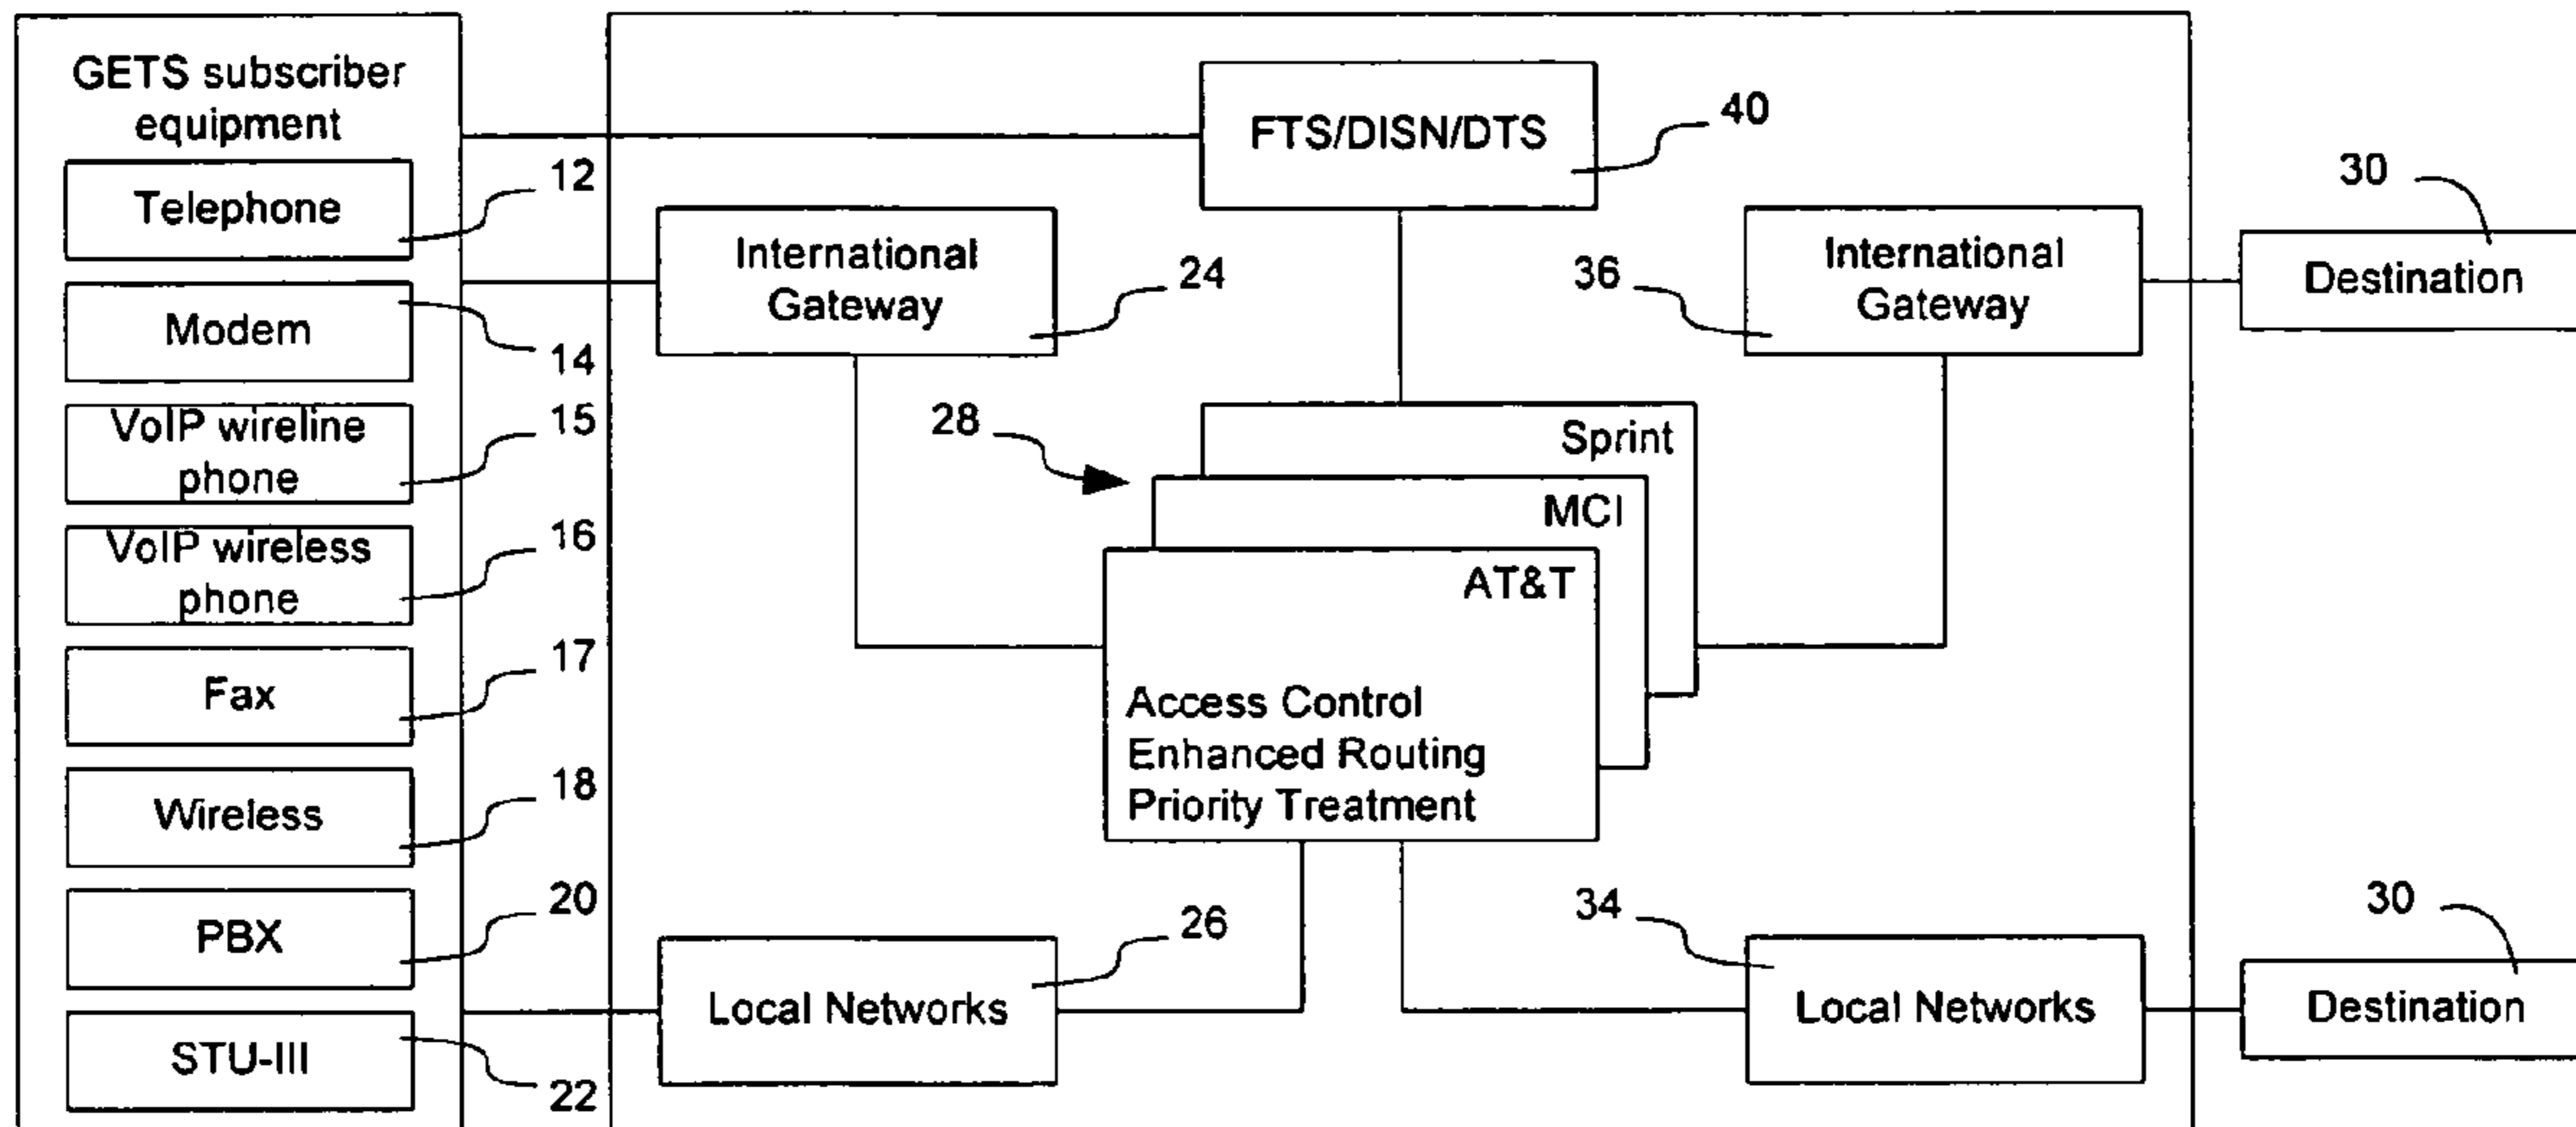 GETS subscriber
equipment
Telephone
12
Modem
14
VoIP wireline
phone
15
VoIP wireless
phone
16
Fax
17
Wireless
18
PBX
20
STU-III
22
FTS/DISN/DTS
40
International
Gateway
24
International
Gateway
36
Destination
30
28
Sprint
MCI
AT&T
Access Control
Enhanced Routing
Priority Treatment
Local Networks
26
Local Networks
34
Destination
30